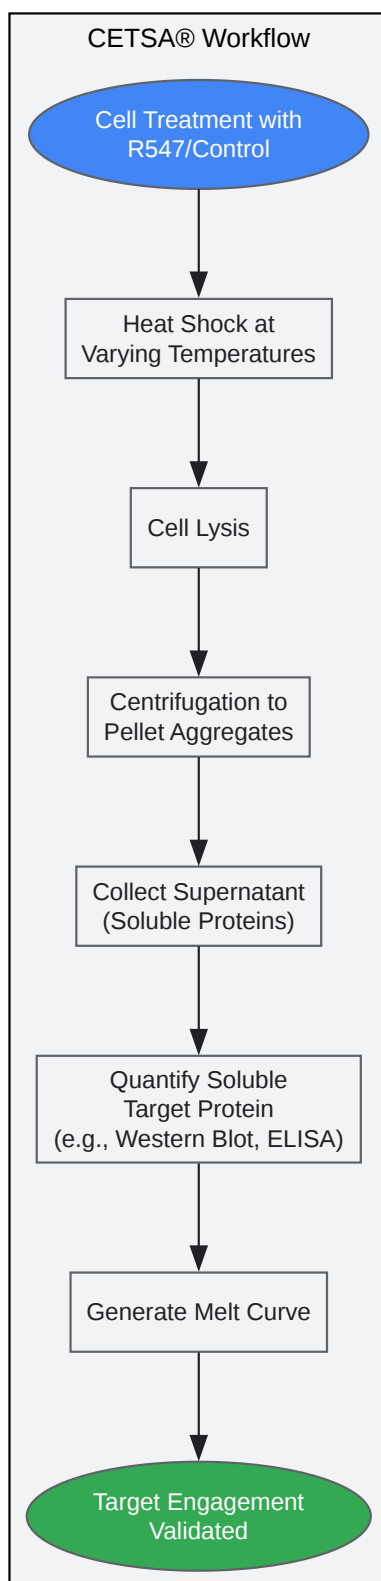 CETSA® Workflow
Cell Treatment with
R547/Control
Heat Shock at
Varying Temperatures
Cell Lysis
Centrifugation to
Pellet Aggregates
Collect Supernatant
(Soluble Proteins)
Quantify Soluble
Target Protein
(e.g., Western Blot, ELISA)
Generate Melt Curve
Target Engagement
Validated